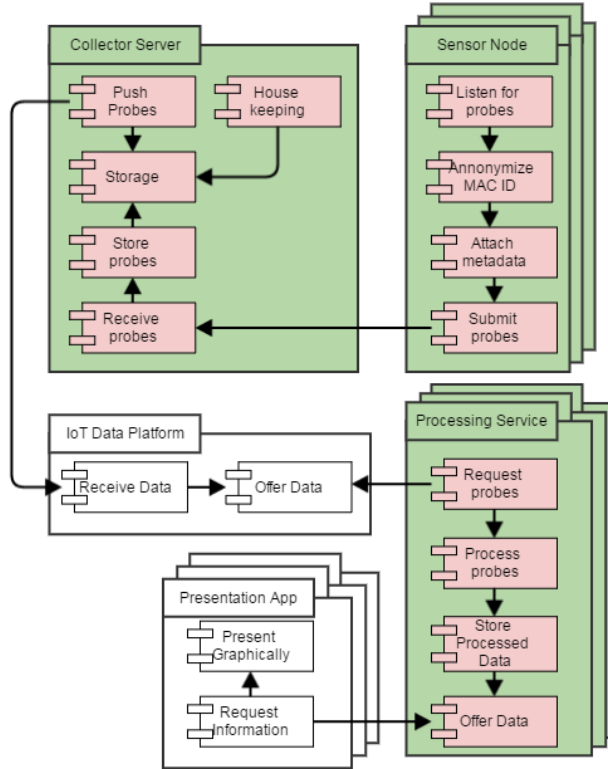 Collector Server
Push
Probes
House
keeping
Storage
Store
probes
Receive
probes
Sensor Node
Listen for
probes
Annonymize
MAC ID
Attach
metadata
Submit
probes
IoT Data Platform
Receive Data
Offer Data
Processing Service
Request
probes
Process
probes
Store
Processed
Data
Offer Data
Presentation App
Present
Graphically
Request
Information